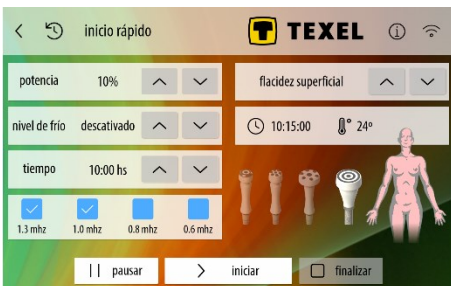 inicio rápido
T TEXEL
potencia 10%
flacidez superficial
nivel de frío descativado
10:15:00 24º
tiempo 10:00 hs
1.3 mhz 1.0 mhz 0.8 mhz 0.6 mhz
pausar iniciar finalizar